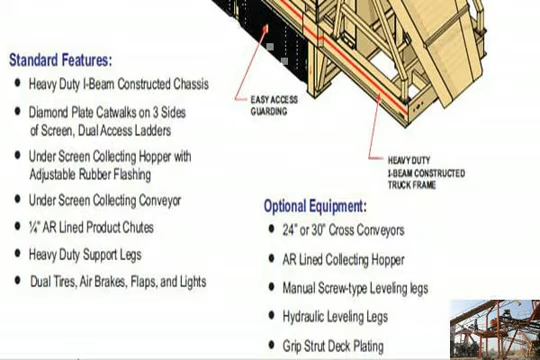 Standard Features:
Heavy Duty I-Beam Constructed Chassis
Diamond Plate Catwalks on 3 Sides
of Screen, Dual Access Ladders
Under Screen Collecting Hopper with
Adjustable Rubber Flashing
Under Screen Collecting Conveyor
¼" AR Lined Product Chutes
Heavy Duty Support Legs
Dual Tires, Air Brakes, Flaps, and Lights
EASY ACCESS
GUARDING
HEAVY DUTY
I-BEAM CONSTRUCTED
TRUCK FRAME
Optional Equipment:
24" or 30" Cross Conveyors
AR Lined Collecting Hopper
Manual Screw-type Leveling legs
Hydraulic Leveling Legs
Grip Strut Deck Plating